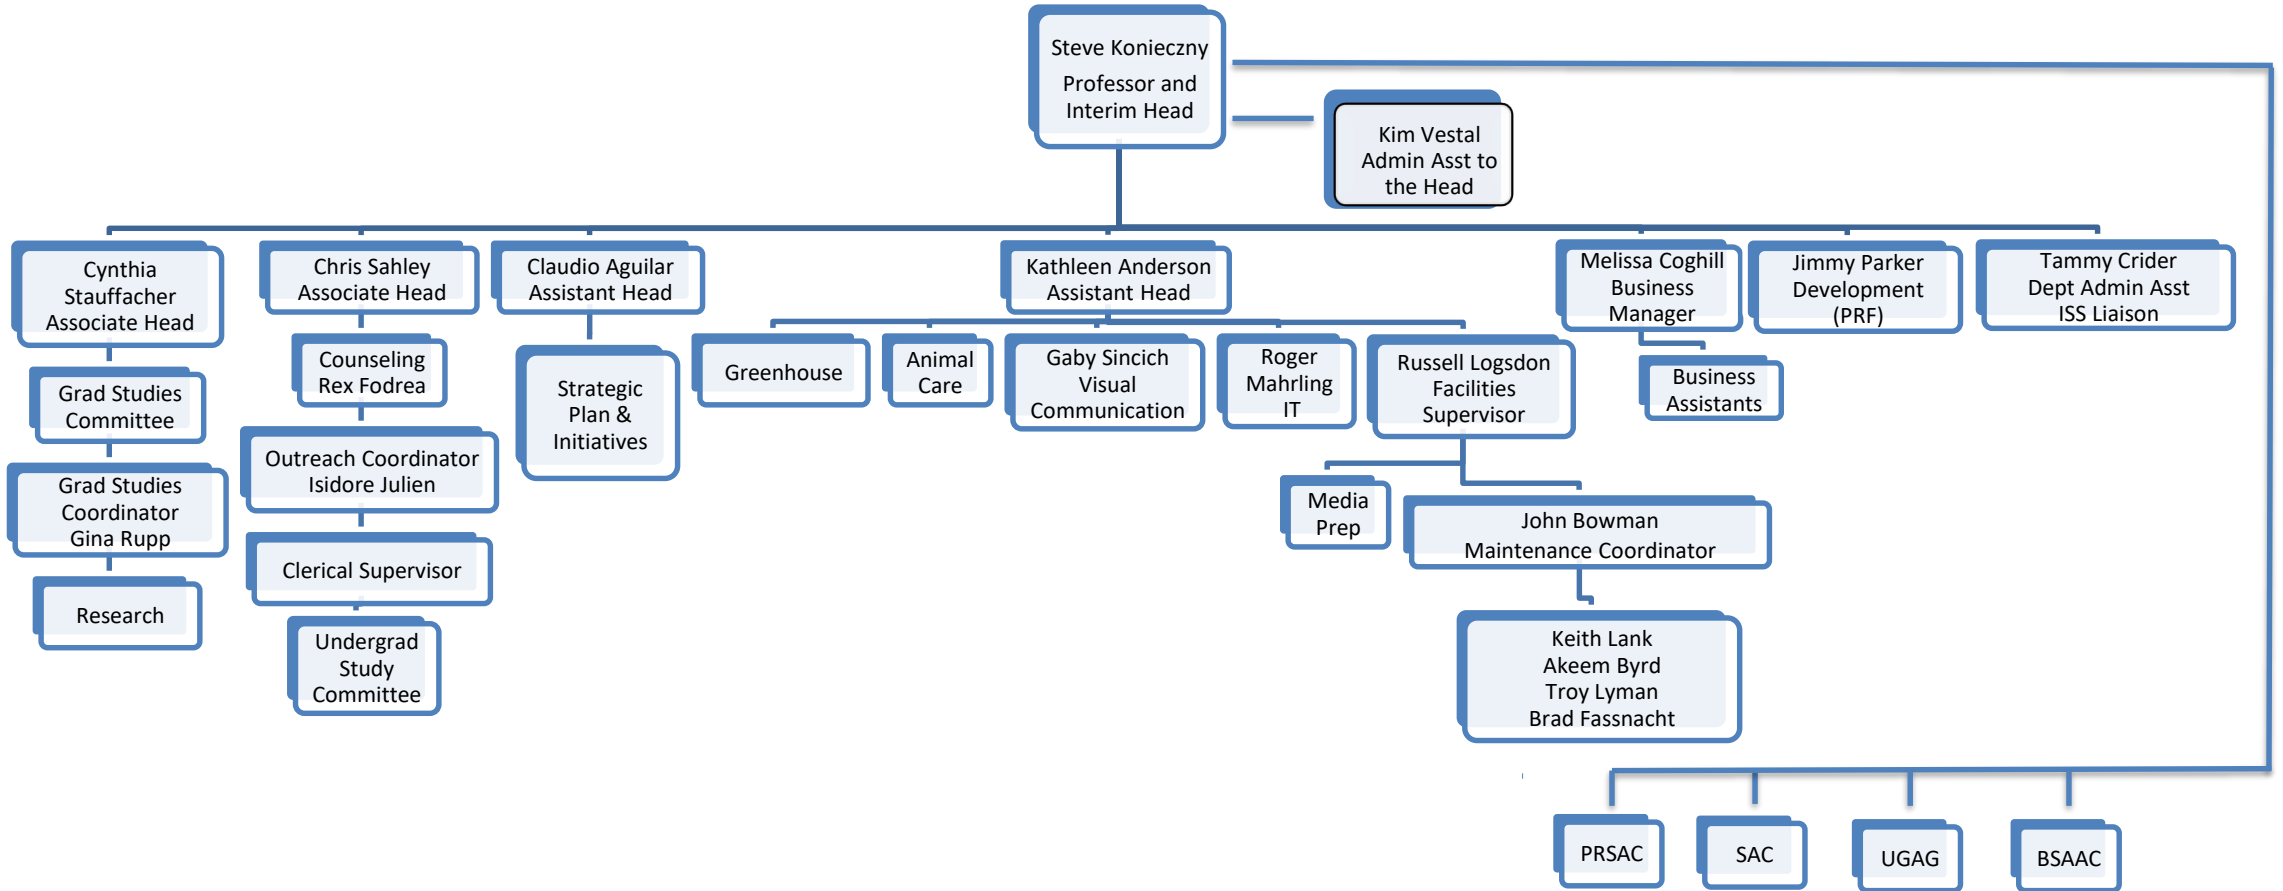 Steve Konieczny
Professor and
Interim Head
Kim Vestal
Admin Asst to
the Head
Cynthia
Stauffacher
Associate Head
Chris Sahley
Associate Head
Claudio Aguilar
Assistant Head
Kathleen Anderson
Assistant Head
Melissa Coghill
Business
Manager
Jimmy Parker
Development
(PRF)
Tammy Crider
Dept Admin Asst
ISS Liaison
Grad Studies
Committee
Grad Studies
Coordinator
Gina Rupp
Research
Counseling
Rex Fodrea
Outreach Coordinator
Isidore Julien
Clerical Supervisor
Undergrad
Study
Committee
Strategic
Plan &
Initiatives
Greenhouse
Animal
Care
Gaby Sincich
Visual
Communication
Roger
Mahrling
IT
Russell Logsdon
Facilities
Supervisor
Business
Assistants
Media
Prep
John Bowman
Maintenance Coordinator
Keith Lank
Akeem Byrd
Troy Lyman
Brad Fassnacht
PRSAC
SAC
UGAG
BSAAC